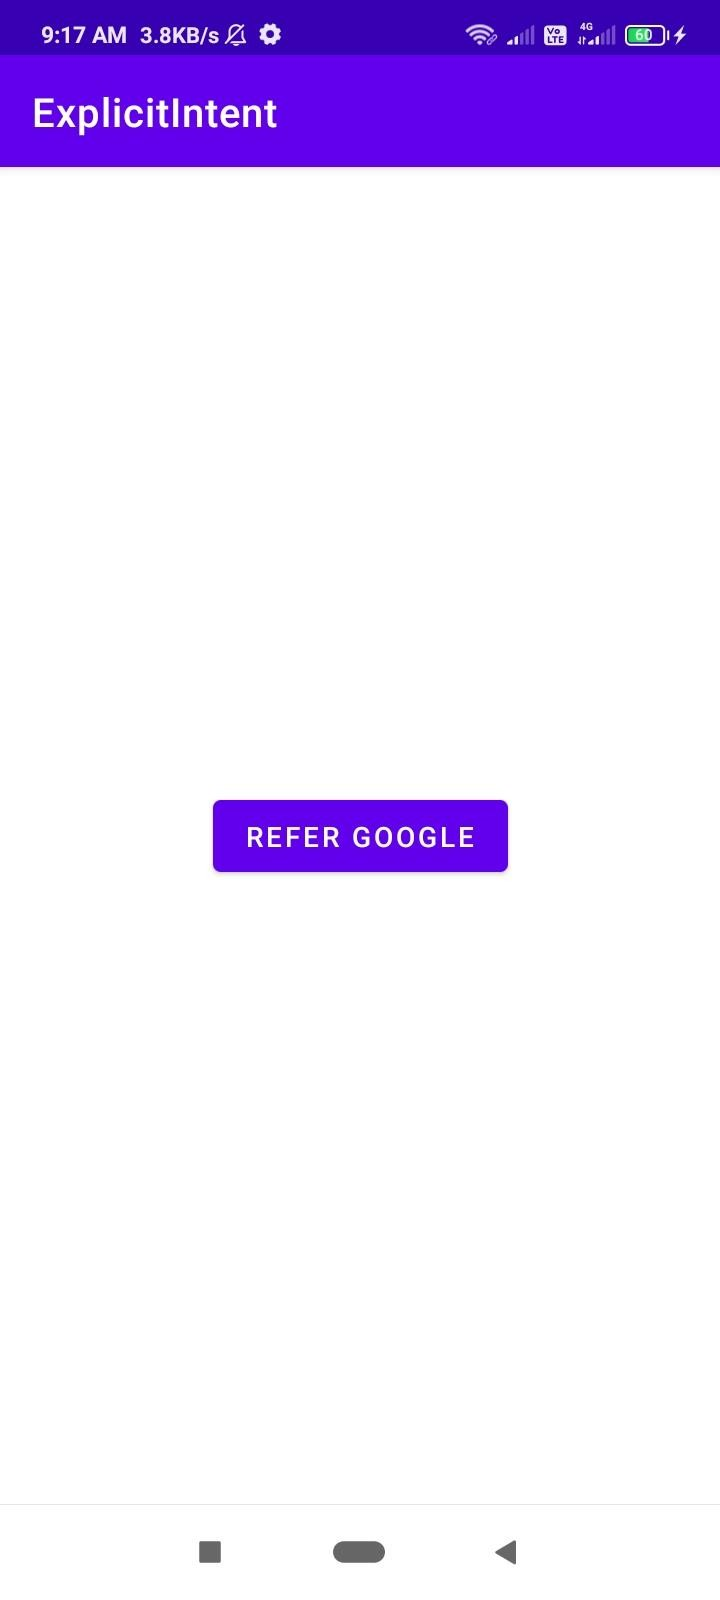 9:17 AM 3.8KB/s Vo LTE 4G 60
ExplicitIntent
REFER GOOGLE